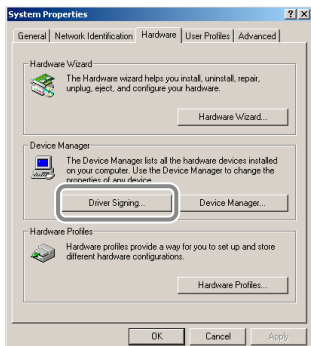 System Properties
General Network Identification Hardware User Profiles Advanced
Hardware Wizard
The Hardware wizard helps you install, uninstall, repair,
unplug, eject, and configure your hardware.
Hardware Wizard...
Device Manager
The Device Manager lists all the hardware devices installed
on your computer. Use the Device Manager to change the
properties of any device.
Driver Signing... Device Manager...
Hardware Profiles
Hardware profiles provide a way for you to set up and store
different hardware configurations.
Hardware Profiles...
OK Cancel Apply